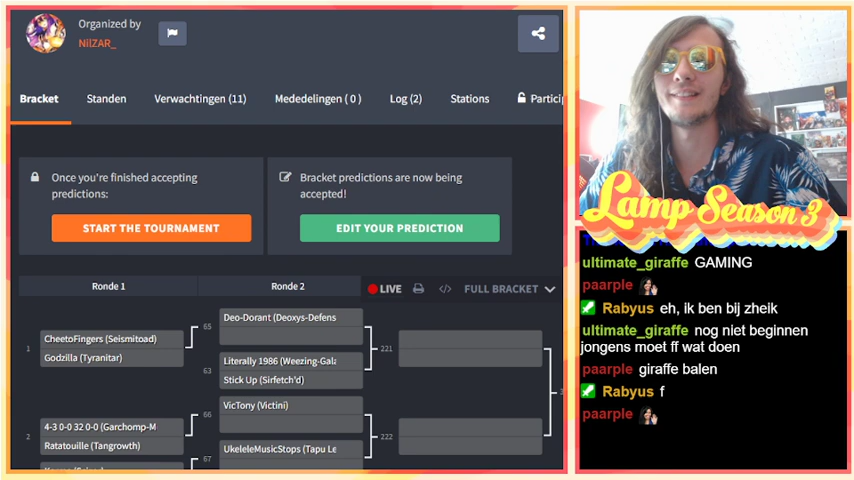 Organized by
NilZAR_
Bracket
Standen
Verwachtingen (11)
Mededelingen ( 0 )
Log (2)
Stations
Partici
Once you're finished accepting
predictions:
START THE TOURNAMENT
Bracket predictions are now being
accepted!
EDIT YOUR PREDICTION
Ronde 1
Ronde 2
LIVE
FULL BRACKET
1
CheetoFingers (Seismitoad)
Godzilla (Tyranitar)
65
Deo-Dorant (Deoxys-Defens
63
Literally 1986 (Weezing-Gala
Stick Up (Sirfetch'd)
221
2
4-3 0-0 32 0-0 (Garchomp-M
Ratatouille (Tangrowth)
66
VicTony (Victini)
67
UkeleleMusicStops (Tapu Le
222
Lamp Season 3
ultimate_giraffe GAMING
paarple
Rabyus eh, ik ben bij zheik
ultimate_giraffe nog niet beginnen
jongens moet ff wat doen
paarple giraffe balen
Rabyus f
paarple